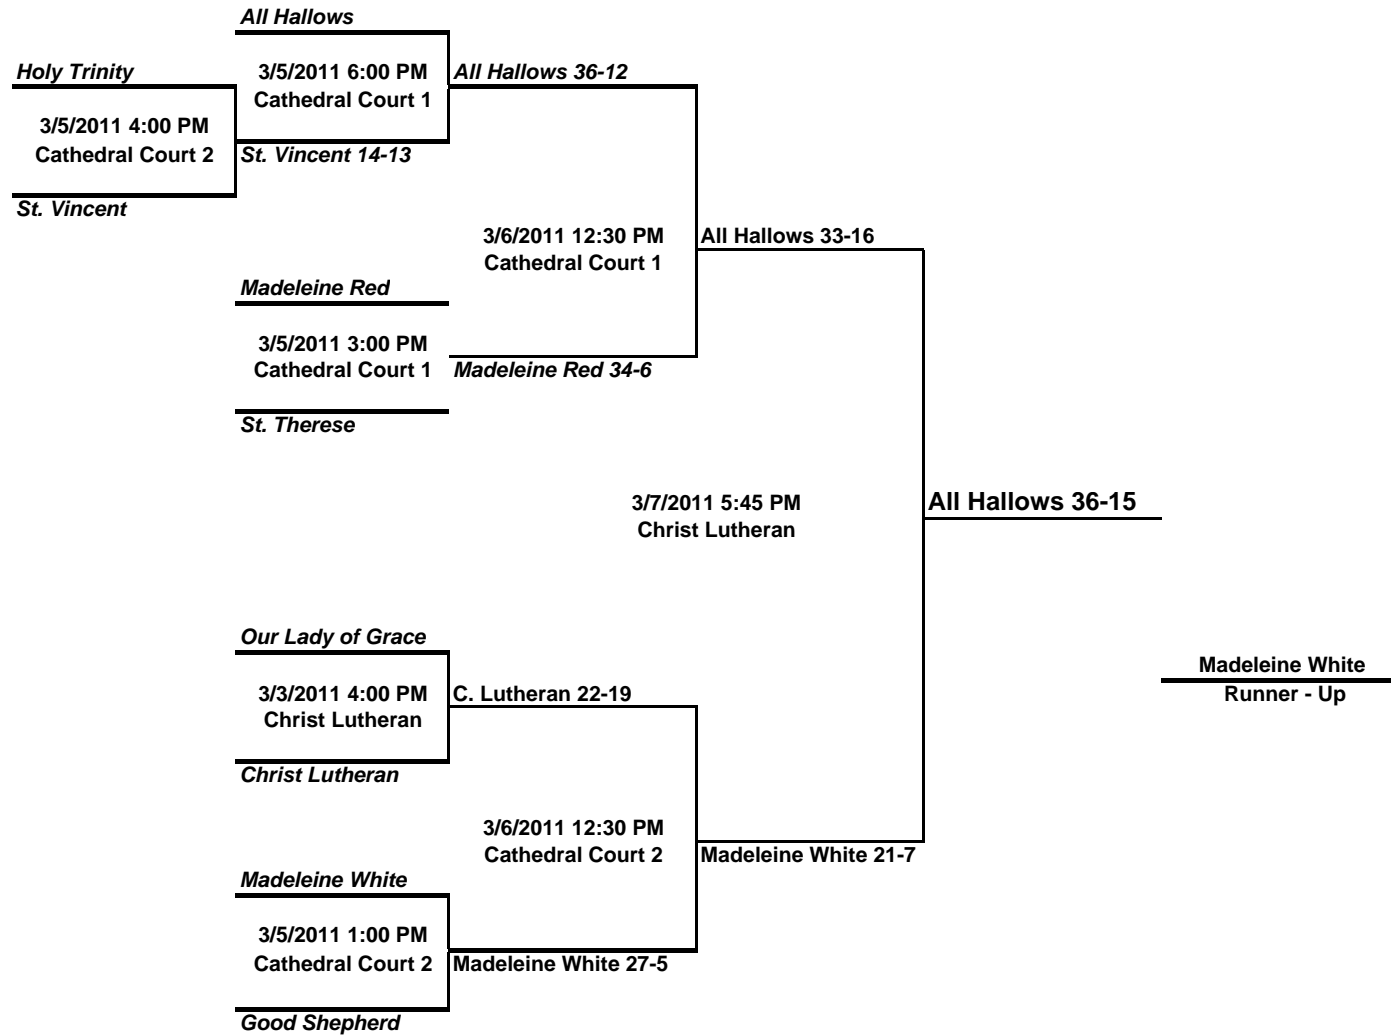 All Hallows
Holy Trinity
3/5/2011 6:00 PM
Cathedral Court 1
All Hallows 36-12
3/5/2011 4:00 PM
Cathedral Court 2
St. Vincent 14-13
St. Vincent
3/6/2011 12:30 PM
Cathedral Court 1
All Hallows 33-16
Madeleine Red
3/5/2011 3:00 PM
Cathedral Court 1
Madeleine Red 34-6
St. Therese
3/7/2011 5:45 PM
Christ Lutheran
All Hallows 36-15
Our Lady of Grace
3/3/2011 4:00 PM
Christ Lutheran
C. Lutheran 22-19
Madeleine White
Runner - Up
Christ Lutheran
3/6/2011 12:30 PM
Cathedral Court 2
Madeleine White 21-7
Madeleine White
3/5/2011 1:00 PM
Cathedral Court 2
Madeleine White 27-5
Good Shepherd